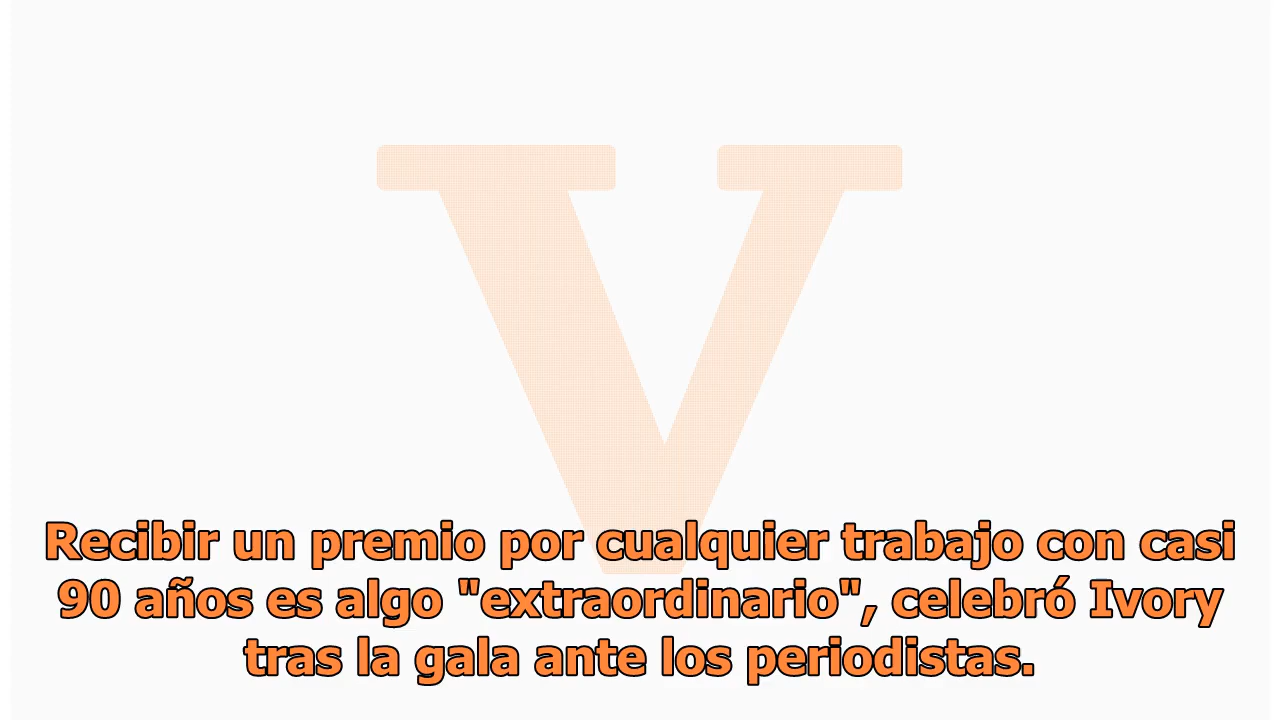 V
Recibir un premio por cualquier trabajo con casi
90 años es algo "extraordinario", celebró Ivory
tras la gala ante los periodistas.